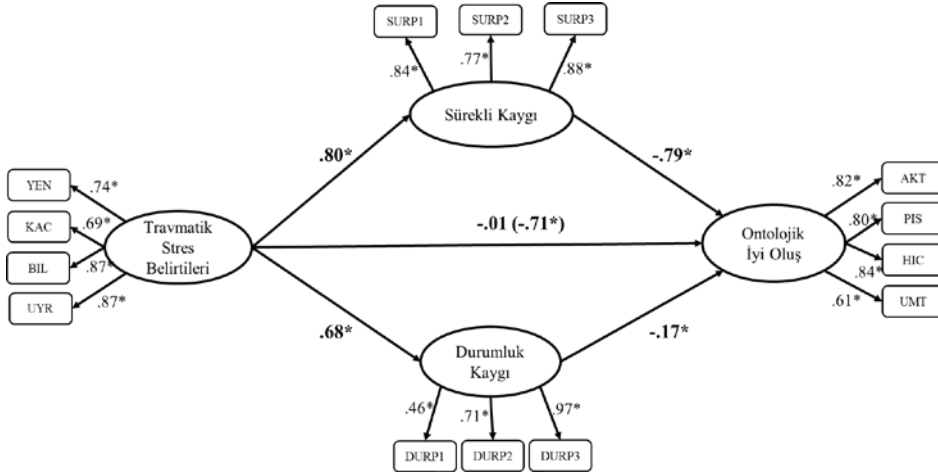 SURP1
SURP2
SURP3
.84*
.77*
.88*
Sürekli Kaygı
.80*
-.79*
YEN
KAC
BIL
UYR
.74*
.69*
.87*
.87*
Travmatik
Stres
Belirtileri
-.01 (-.71*)
Ontolojik
İyi Oluş
.82*
.80*
.84*
.61*
AKT
PIS
HIC
UMT
.68*
-.17*
Durumluk
Kaygı
.46*
.71*
.97*
DURP1
DURP2
DURP3